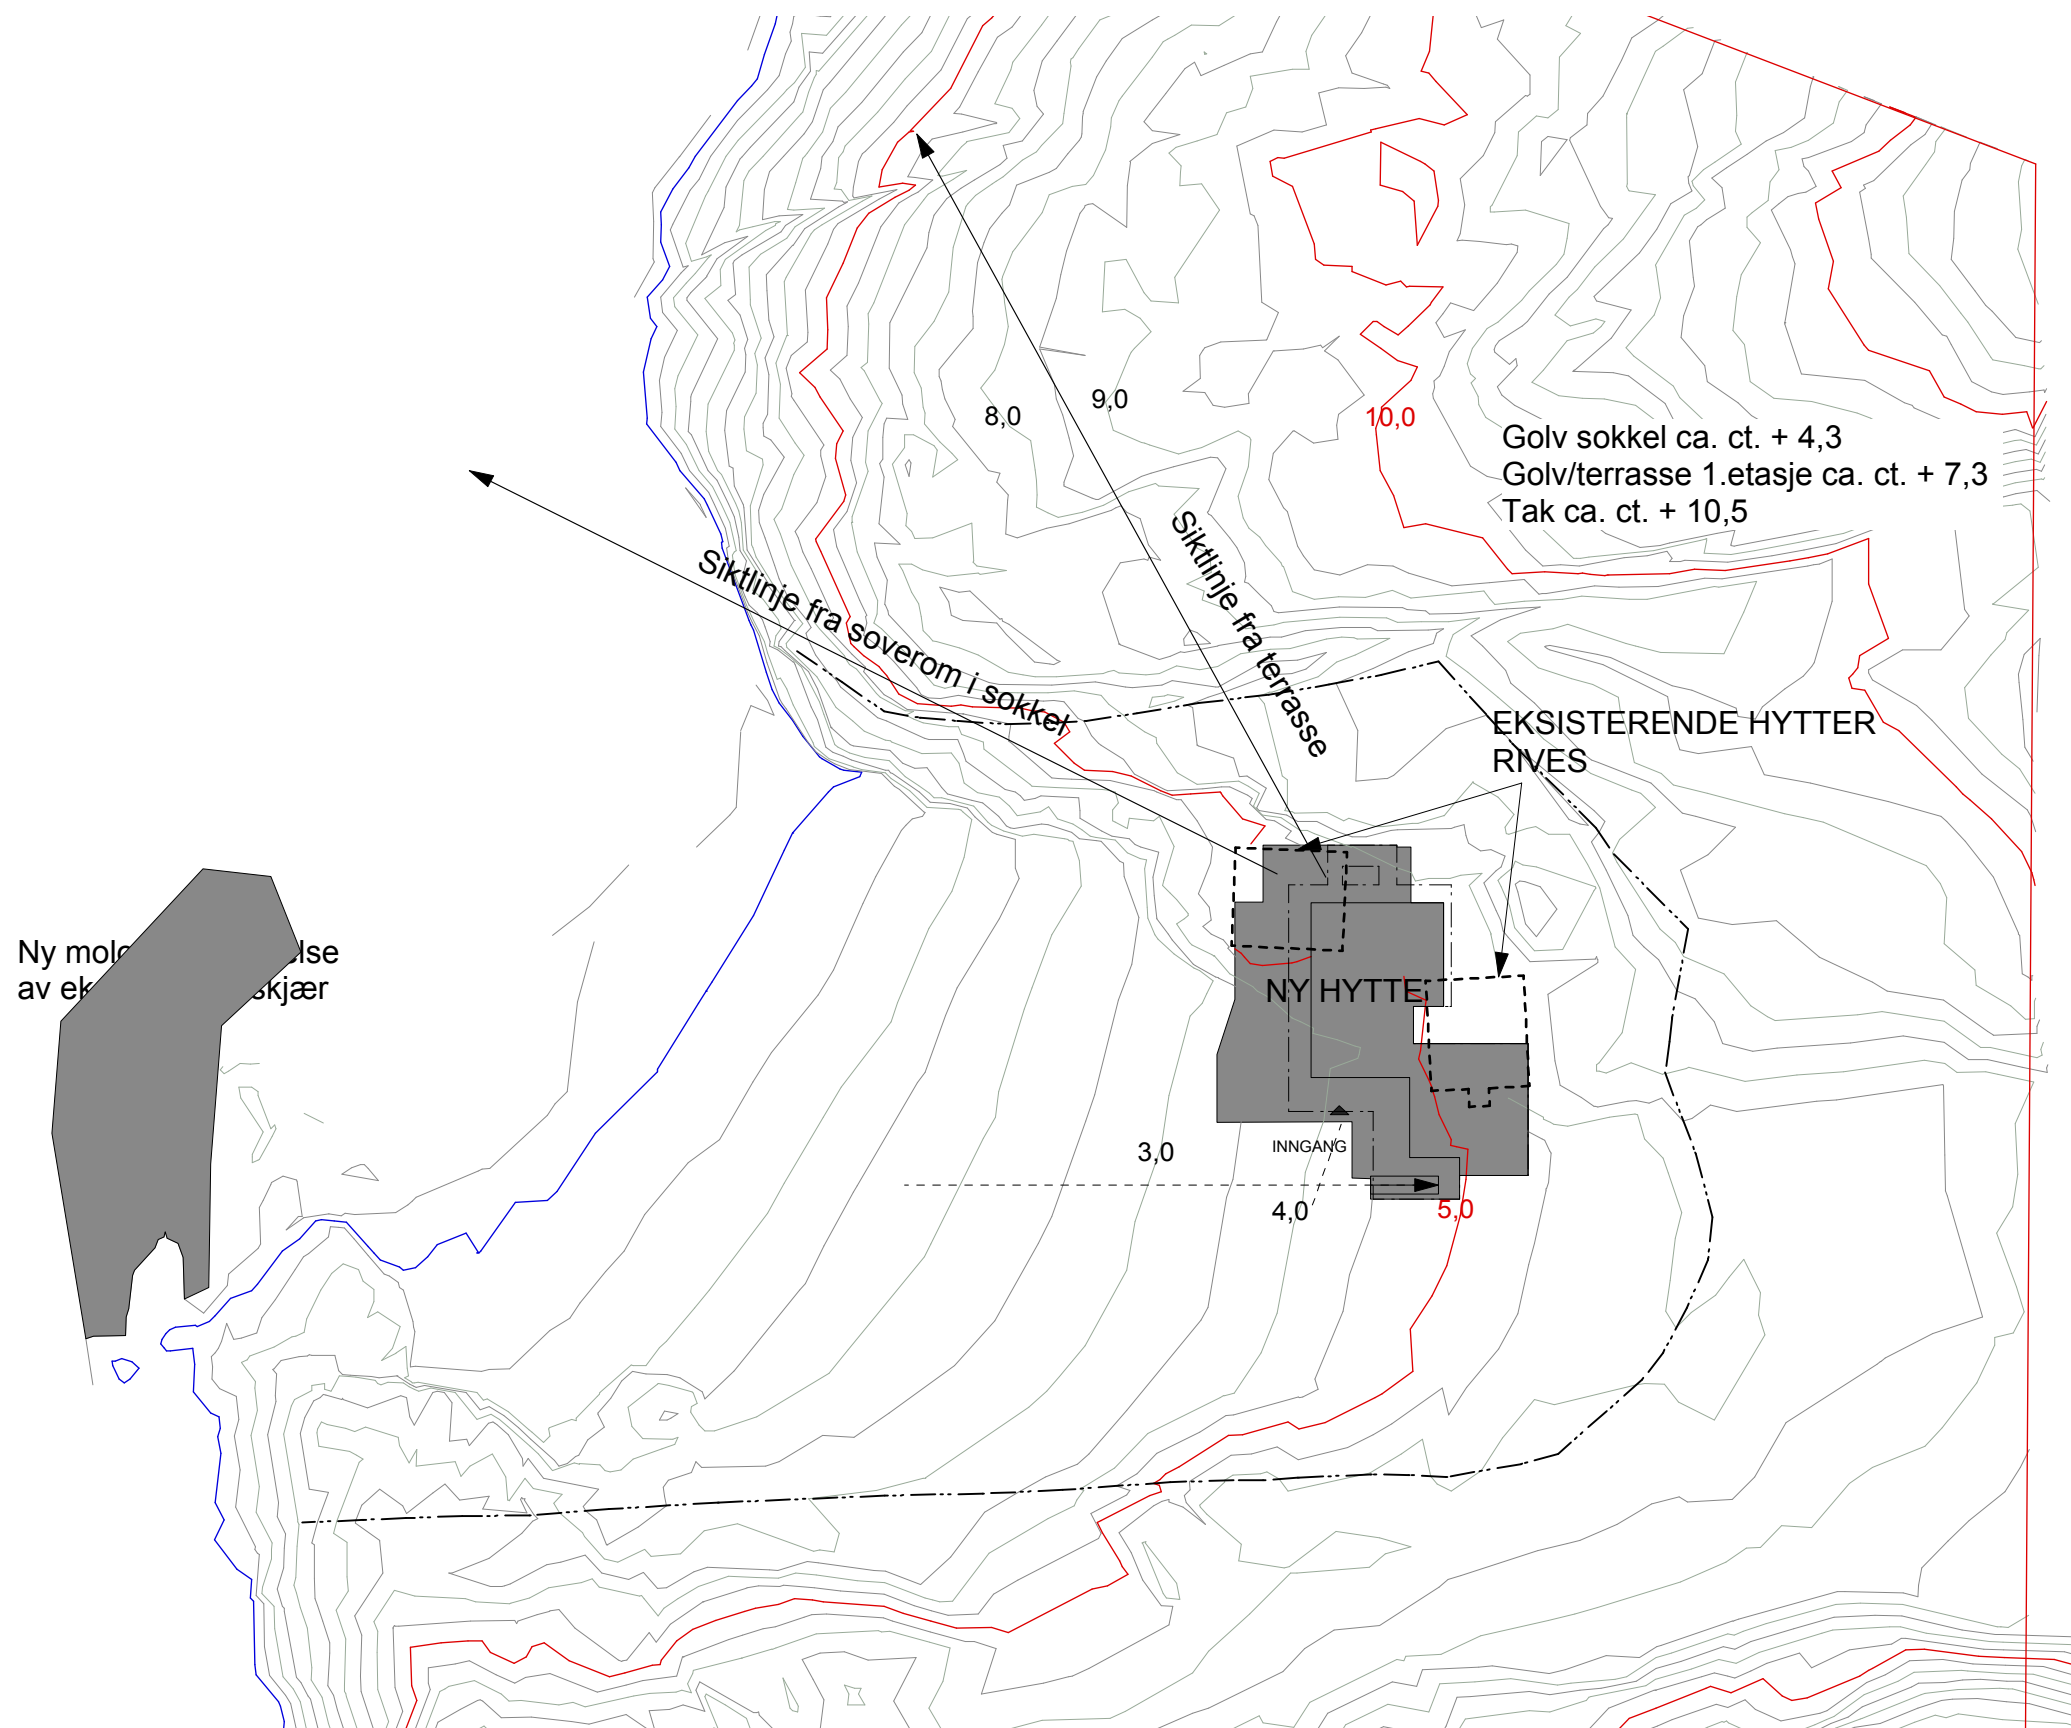 8,0
9,0
10,0
Golv sokkel ca. ct. + 4,3
Golv/terrasse 1.etasje ca. ct. + 7,3
Tak ca. ct. + 10,5
Siktlinje fra soverom i sokkel
Siktlinje fra terrasse
EKSISTERENDE HYTTER
RIVES
Ny
av
NY HYTTE
INNGANG
3,0
4,0
5,0